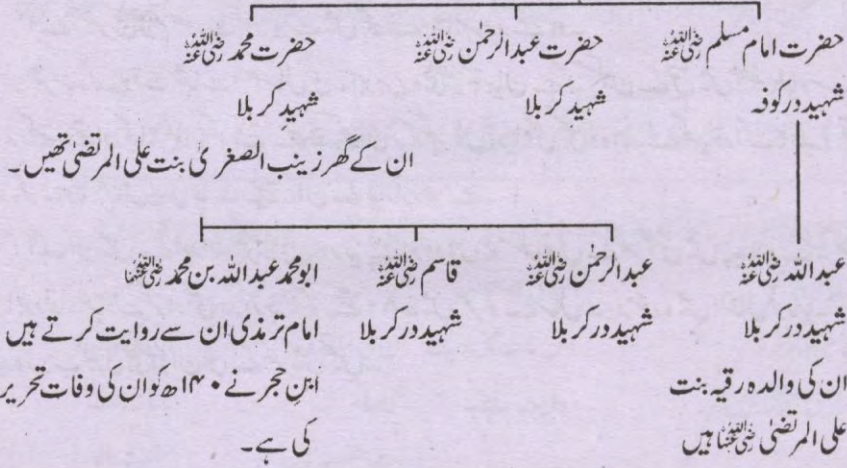 حضرت امام مسلم رضی اللہ عنہ حضرت عبدالرحمٰن رضی اللہ عنہ حضرت محمد رضی اللہ عنہ
شہید در کوفہ شہید کربلا شہید کربلا
ان کے گھر زینب الصغریٰ بنت علی المرتضیٰ تھیں۔
عبداللہ رضی اللہ عنہ عبدالرحمٰن رضی اللہ عنہ قاسم رضی اللہ عنہ ابو محمد عبداللہ بن محمد رضی اللہ عنہما
شہید در کربلا شہید در کربلا شہید در کربلا امام ترمذی ان سے روایت کرتے ہیں
ان کی والدہ رقیہ بنت ابنِ حجر نے ۱۴۰ھ کو ان کی وفات تحریر
علی المرتضیٰ رضی اللہ عنہما ہیں کی ہے۔